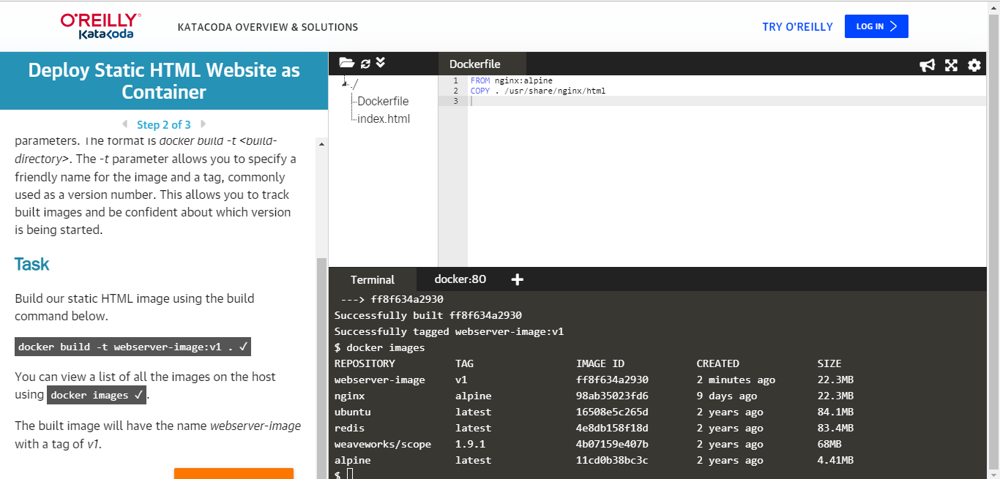 O'REILLY®
Katacoda
KATACODA OVERVIEW & SOLUTIONS
TRY O'REILLY
LOG IN
Deploy Static HTML Website as
Container
Step 2 of 3
parameters. The format is docker build -t <build-
directory>. The -t parameter allows you to specify a
friendly name for the image and a tag, commonly
used as a version number. This allows you to track
built images and be confident about which version
is being started.
Task
Build our static HTML image using the build
command below.
docker build -t webserver-image:v1 . ✓
You can view a list of all the images on the host
using docker images ✓.
The built image will have the name webserver-image
with a tag of v1.
./
Dockerfile
index.html
Dockerfile
1 FROM nginx:alpine
2 COPY . /usr/share/nginx/html
3
Terminal
docker:80
---> ff8f634a2930
Successfully built ff8f634a2930
Successfully tagged webserver-image:v1
$ docker images
REPOSITORY TAG IMAGE ID CREATED SIZE
webserver-image v1 ff8f634a2930 2 minutes ago 22.3MB
nginx alpine 98ab35023fd6 9 days ago 22.3MB
ubuntu latest 16508e5c265d 2 years ago 84.1MB
redis latest 4e8db158f18d 2 years ago 83.4MB
weaveworks/scope 1.9.1 4b07159e407b 2 years ago 68MB
alpine latest 11cd0b38bc3c 2 years ago 4.41MB
$